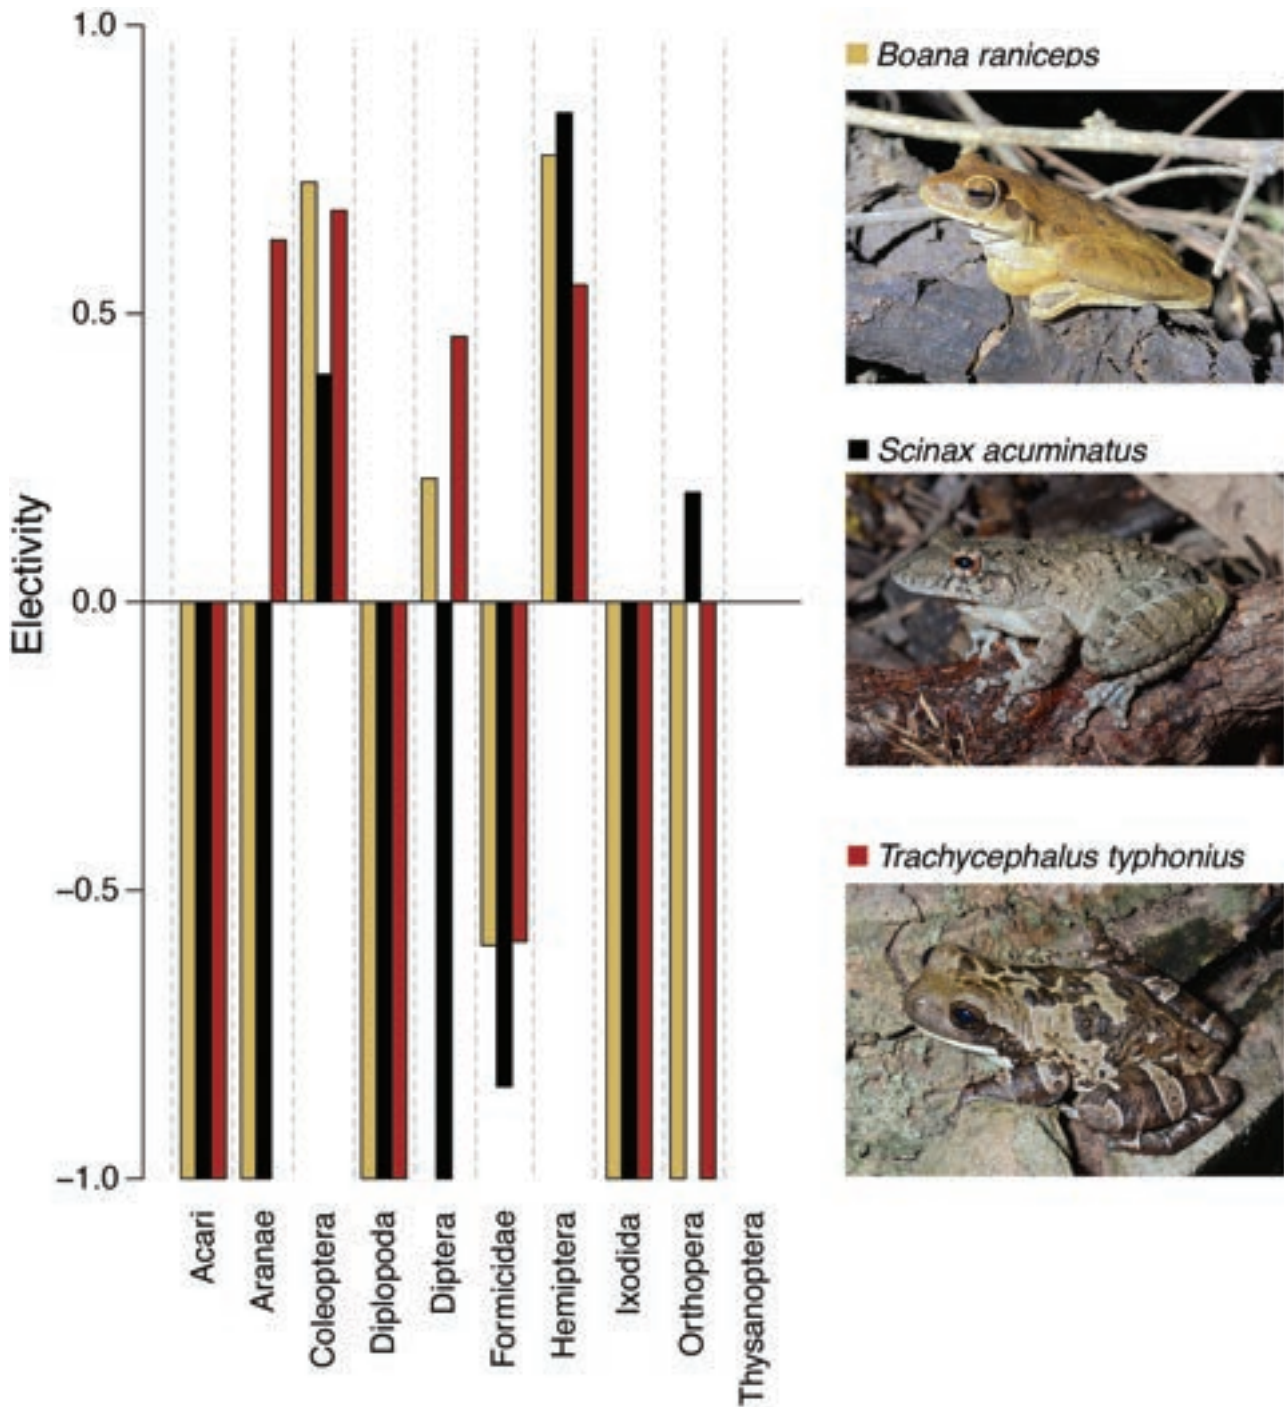 1.0
0.5
0.0
−0.5
−1.0
Electivity
Acari
Aranae
Coleoptera
Diplopoda
Diptera
Formicidae
Hemiptera
Ixodida
Orthopera
Thysanoptera
Boana raniceps
Scinax acuminatus
Trachycephalus typhonius